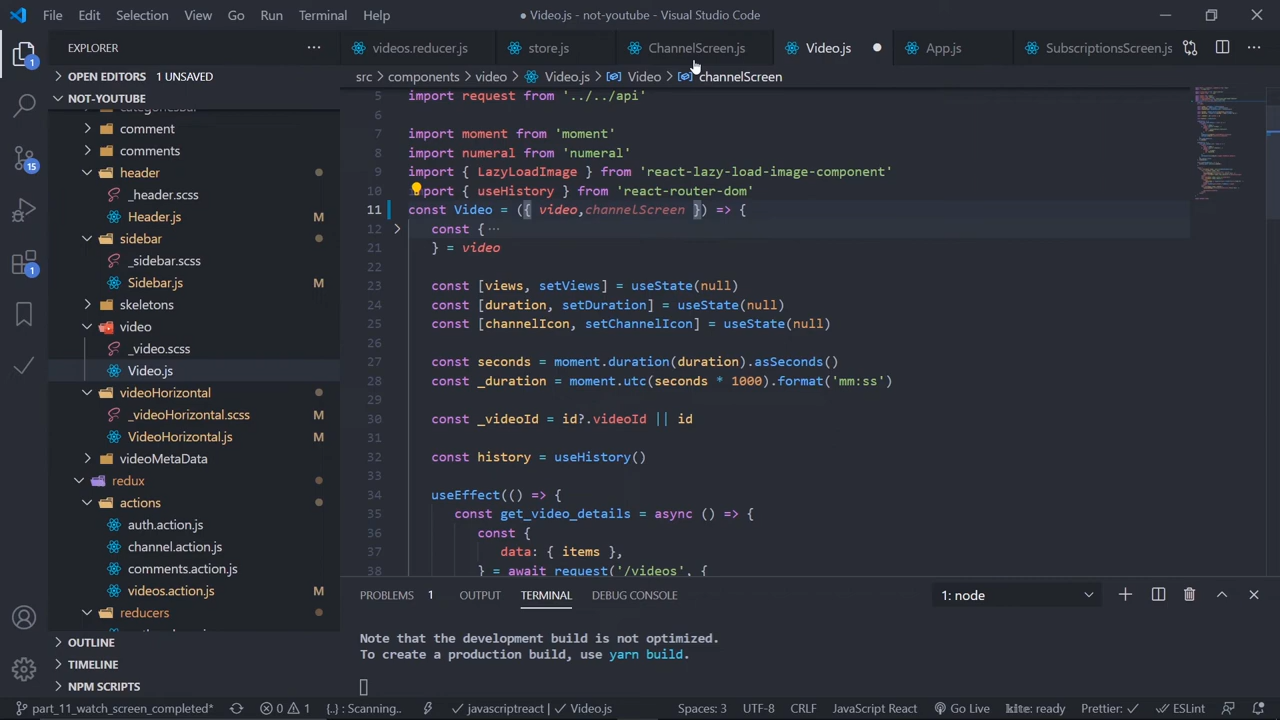 File Edit Selection View Go Run Terminal Help
● Video.js - not-youtube - Visual Studio Code
EXPLORER
OPEN EDITORS 1 UNSAVED
NOT-YOUTUBE
comment
comments
header
_header.scss
Header.js M
sidebar
_sidebar.scss
Sidebar.js M
skeletons
video
_video.scss
Video.js
videoHorizontal
_videoHorizontal.scss M
VideoHorizontal.js M
videoMetaData
redux
actions
auth.action.js
channel.action.js
comments.action.js
videos.action.js M
reducers
OUTLINE
TIMELINE
NPM SCRIPTS
1
15
1
videos.reducer.js store.js ChannelScreen.js Video.js App.js SubscriptionsScreen.js
src > components > video > Video.js > Video > channelScreen
5 import request from '../../api'
6
7 import moment from 'moment'
8 import numeral from 'numeral'
9 import { LazyLoadImage } from 'react-lazy-load-image-component'
10 import { useHistory } from 'react-router-dom'
11 const Video = ({ video,channelScreen }) => {
12 const { ···
21 } = video
22
23 const [views, setViews] = useState(null)
24 const [duration, setDuration] = useState(null)
25 const [channelIcon, setChannelIcon] = useState(null)
26
27 const seconds = moment.duration(duration).asSeconds()
28 const _duration = moment.utc(seconds * 1000).format('mm:ss')
29
30 const _videoId = id?.videoId || id
31
32 const history = useHistory()
33
34 useEffect(() => {
35 const get_video_details = async () => {
36 const {
37 data: { items },
38 } = await request('/videos', {
PROBLEMS 1 OUTPUT TERMINAL DEBUG CONSOLE 1: node
Note that the development build is not optimized.
To create a production build, use yarn build.
part_11_watch_screen_completed* 0 1 {..} : Scanning.. javascriptreact Video.js Spaces: 3 UTF-8 CRLF JavaScript React Go Live kite: ready Prettier: ESLint